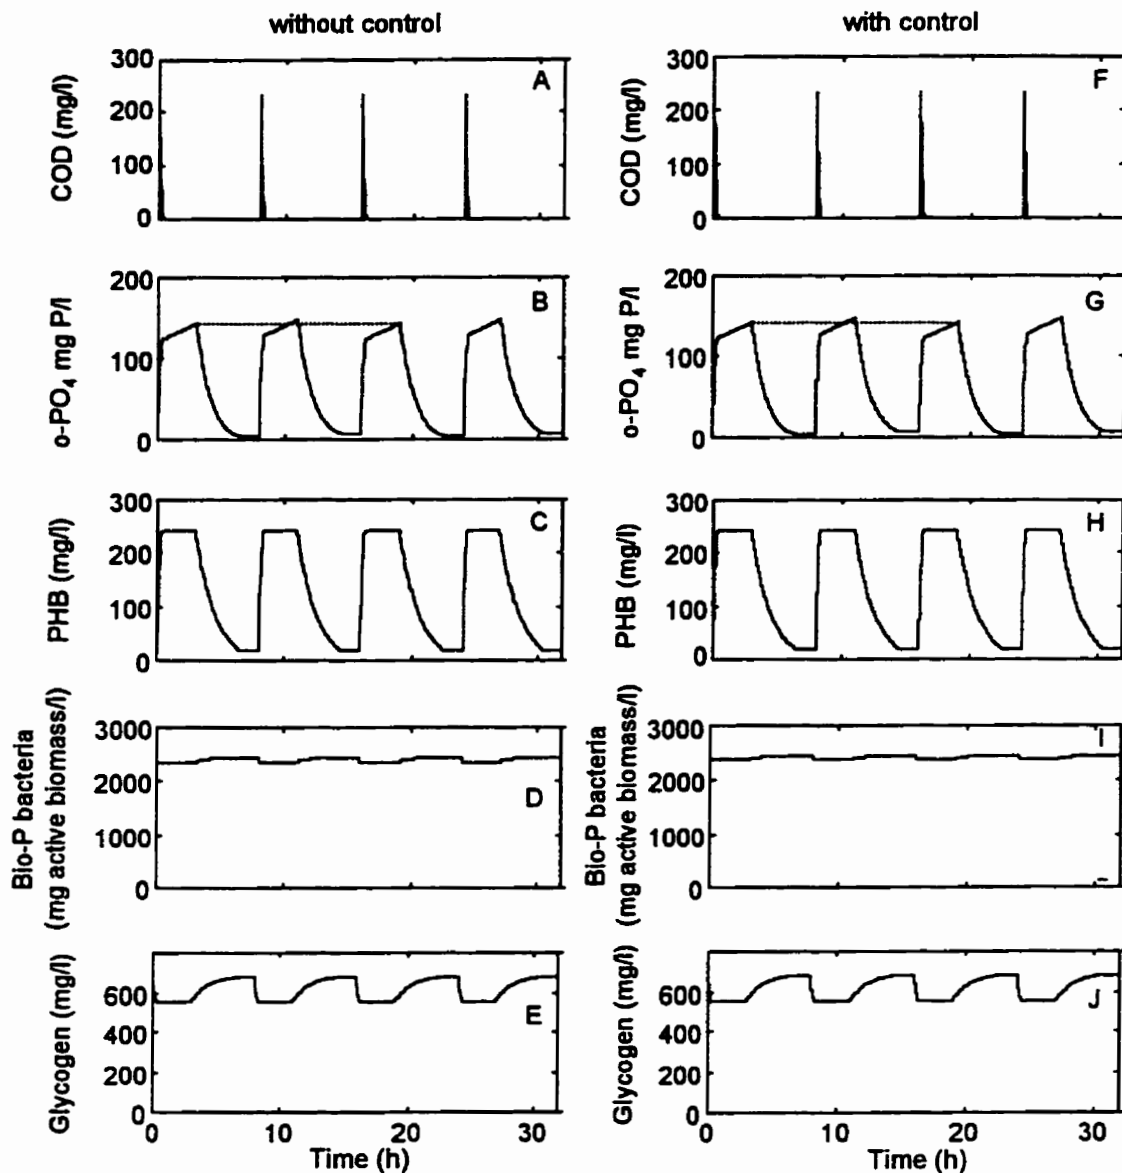 without control
with control
COD (mg/l)
300
200
100
0
A
COD (mg/l)
300
200
100
0
F
o-PO4 mg P/l
200
100
0
B
o-PO4 mg P/l
200
100
0
G
PHB (mg/l)
300
200
100
0
C
PHB (mg/l)
300
200
100
0
H
Bio-P bacteria
(mg active biomass/l)
3000
2000
1000
0
D
Bio-P bacteria
(mg active biomass/l)
3000
2000
1000
0
I
Glycogen (mg/l)
600
400
200
0
E
0
10
20
30
Time (h)
Glycogen (mg/l)
600
400
200
0
J
0
10
20
30
Time (h)